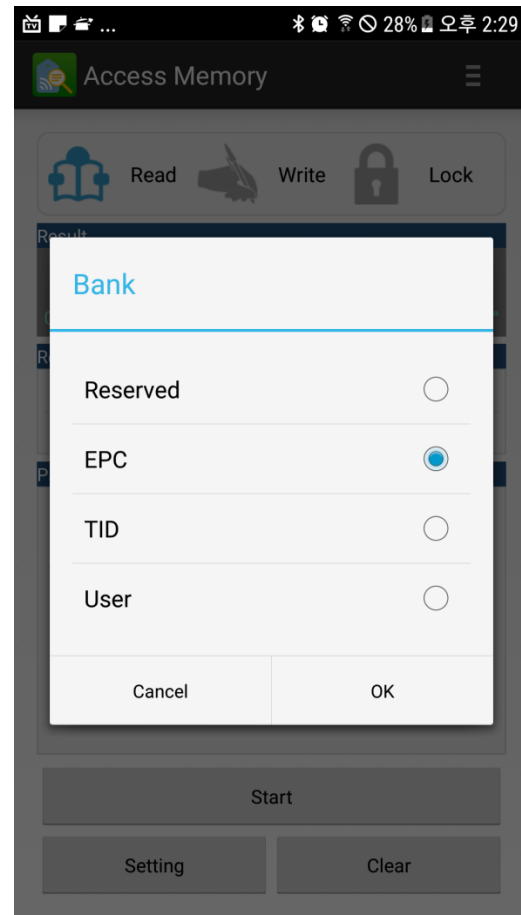 ... 28% 오후 2:29
Access Memory
Read Write Lock
Result
Bank
Reserved
EPC
TID
User
Cancel OK
Start
Setting Clear